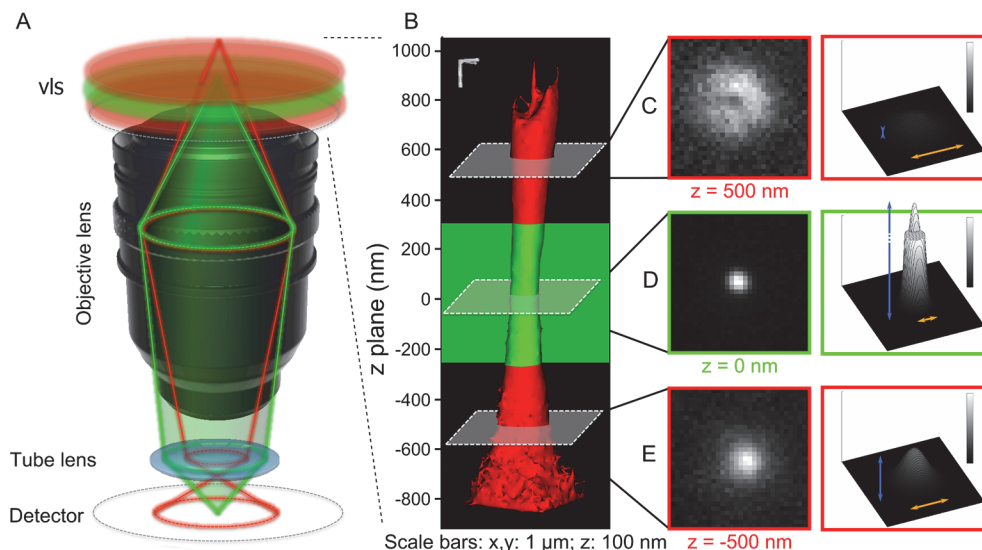 A
B
vls
Objective lens
Tube lens
Detector
z plane (nm)
1000
800
600
400
200
0
-200
-400
-600
-800
C
z = 500 nm
D
z = 0 nm
E
z = -500 nm
Scale bars: x,y: 1 µm; z: 100 nm